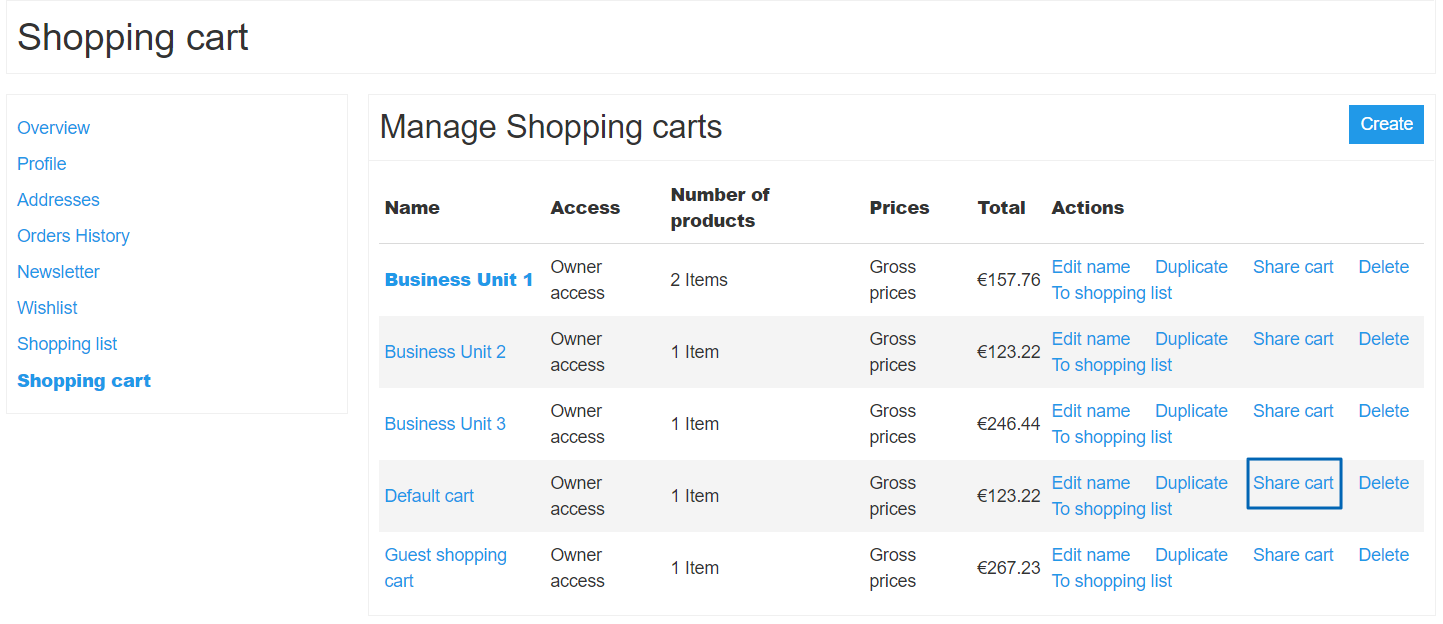 Shopping cart
Overview
Profile
Addresses
Orders History
Newsletter
Wishlist
Shopping list
Shopping cart
Manage Shopping carts
Create
Name
Access
Number of
products
Prices
Total
Actions
Business Unit 1
Owner
access
2 Items
Gross
prices
€157.76
Edit name Duplicate Share cart Delete
To shopping list
Business Unit 2
Owner
access
1 Item
Gross
prices
€123.22
Edit name Duplicate Share cart Delete
To shopping list
Business Unit 3
Owner
access
1 Item
Gross
prices
€246.44
Edit name Duplicate Share cart Delete
To shopping list
Default cart
Owner
access
1 Item
Gross
prices
€123.22
Edit name Duplicate Share cart Delete
To shopping list
Guest shopping
cart
Owner
access
1 Item
Gross
prices
€267.23
Edit name Duplicate Share cart Delete
To shopping list